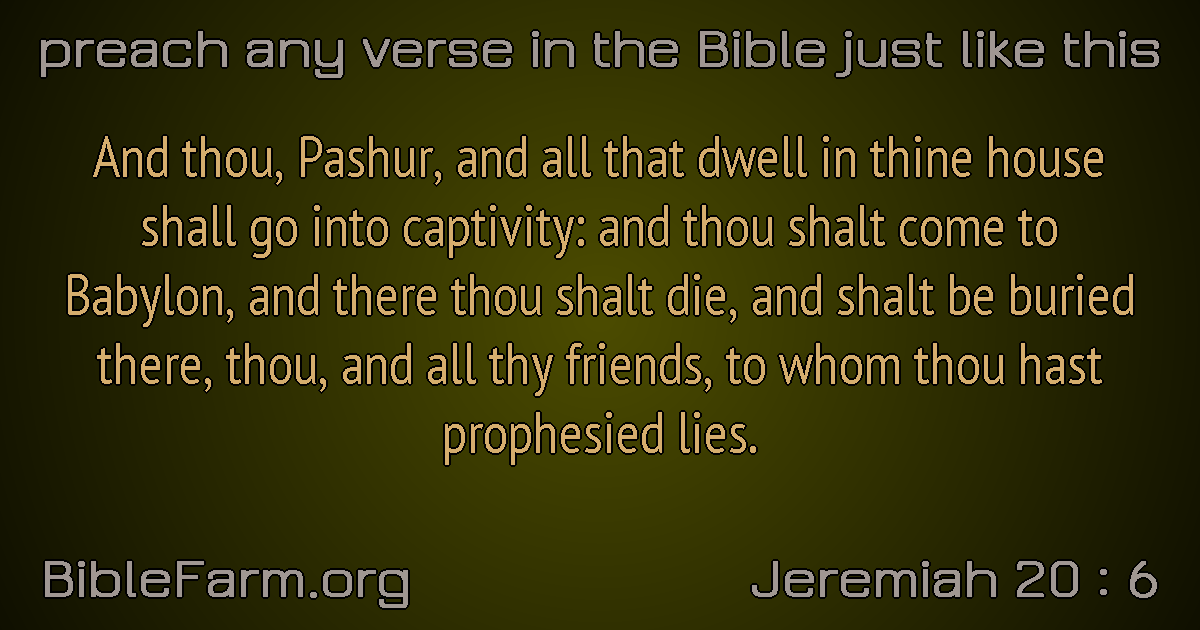 preach any verse in the Bible just like this
And thou, Pashur, and all that dwell in thine house
shall go into captivity: and thou shalt come to
Babylon, and there thou shalt die, and shalt be buried
there, thou, and all thy friends, to whom thou hast
prophesied lies.
BibleFarm.org
Jeremiah 20 : 6